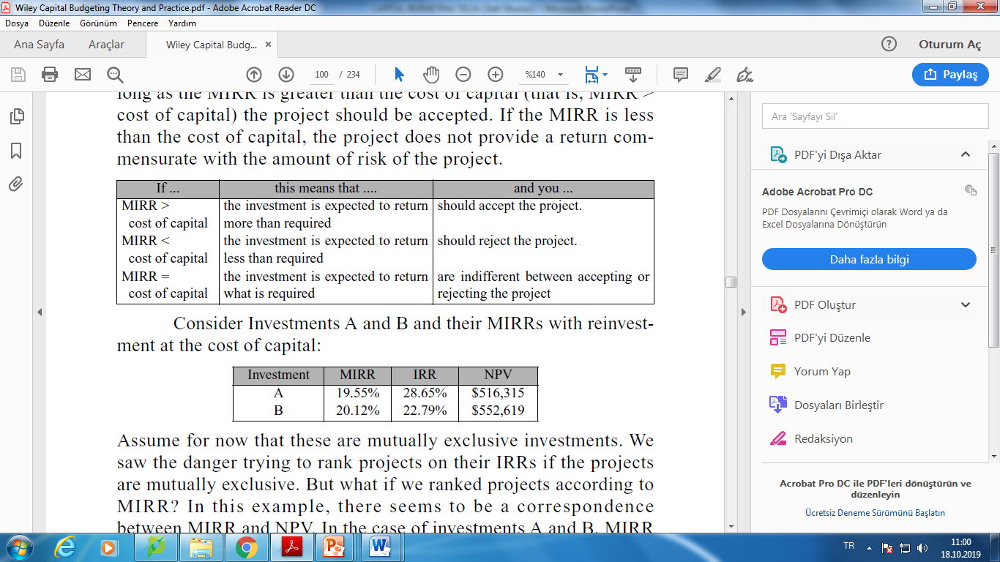 Wiley Capital Budgeting Theory and Practice.pdf - Adobe Acrobat Reader DC
Dosya Düzenle Görünüm Pencere Yardım
Ana Sayfa Araçlar Wiley Capital Budg... × ? Oturum Aç
100 / 234 %140 Paylaş
long as the MIRR is greater than the cost of capital (that is, MIRR >
cost of capital) the project should be accepted. If the MIRR is less
than the cost of capital, the project does not provide a return com-
mensurate with the amount of risk of the project.
If ... this means that .... and you ...
MIRR > the investment is expected to return should accept the project.
cost of capital more than required
MIRR < the investment is expected to return should reject the project.
cost of capital less than required
MIRR = the investment is expected to return are indifferent between accepting or
cost of capital what is required rejecting the project
Consider Investments A and B and their MIRRs with reinvest-
ment at the cost of capital:
Investment MIRR IRR NPV
A 19.55% 28.65% $516,315
B 20.12% 22.79% $552,619
Assume for now that these are mutually exclusive investments. We
saw the danger trying to rank projects on their IRRs if the projects
are mutually exclusive. But what if we ranked projects according to
MIRR? In this example, there seems to be a correspondence
between MIRR and NPV. In the case of investments A and B, MIRR
Ara 'Sayfayı Sil'
PDF'yi Dışa Aktar
Adobe Acrobat Pro DC
PDF Dosyalarını Çevrimiçi olarak Word ya da
Excel Dosyalarına Dönüştürün
Daha fazla bilgi
PDF Oluştur
PDF'yi Düzenle
Yorum Yap
Dosyaları Birleştir
Redaksiyon
Acrobat Pro DC ile PDF'leri dönüştürün ve
düzenleyin
Ücretsiz Deneme Sürümünü Başlatın
TR 11:00
18.10.2019